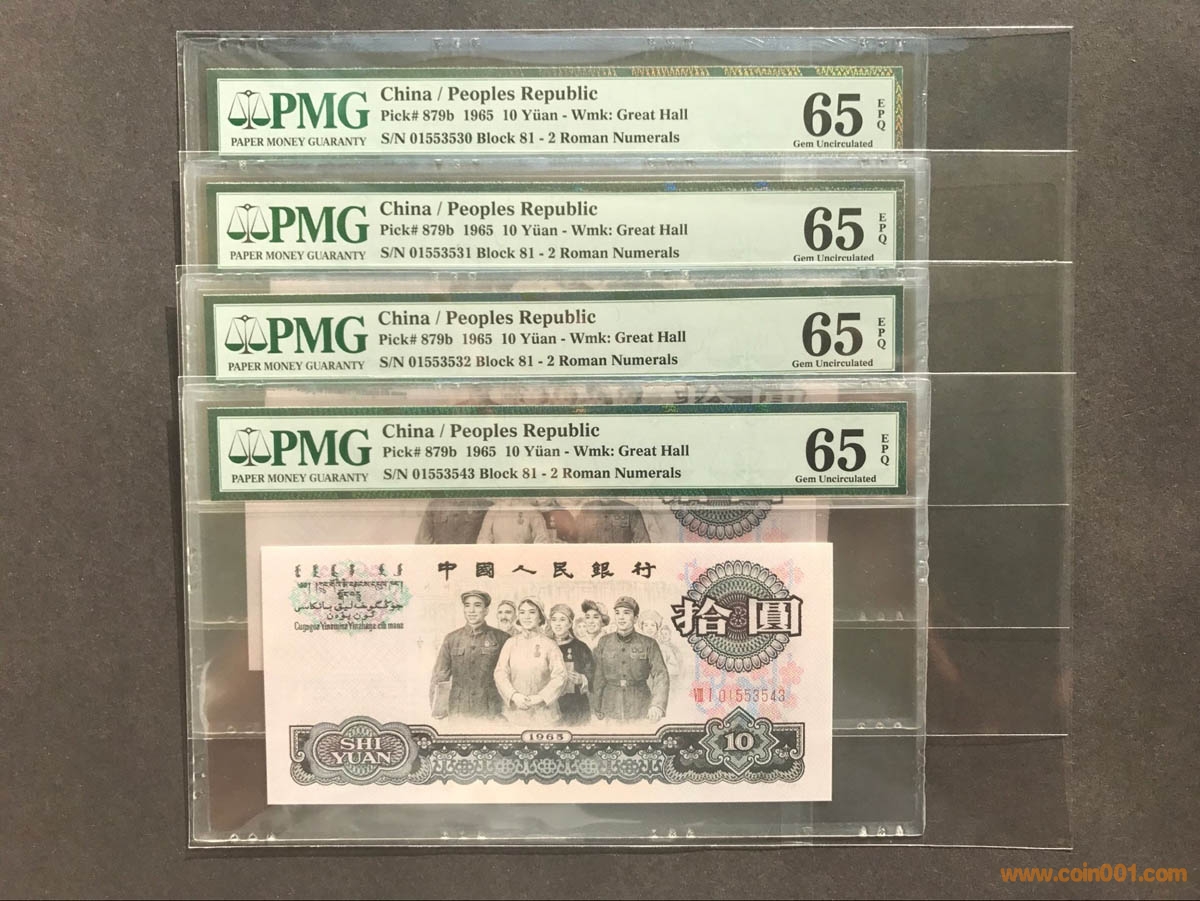 PMG
PAPER MONEY GUARANTY
China / Peoples Republic
Pick# 879b 1965 10 Yüan - Wmk: Great Hall
S/N 01553530 Block 81 - 2 Roman Numerals
65
EPQ
Gem Uncirculated
PMG
PAPER MONEY GUARANTY
China / Peoples Republic
Pick# 879b 1965 10 Yüan - Wmk: Great Hall
S/N 01553531 Block 81 - 2 Roman Numerals
65
EPQ
Gem Uncirculated
PMG
PAPER MONEY GUARANTY
China / Peoples Republic
Pick# 879b 1965 10 Yüan - Wmk: Great Hall
S/N 01553532 Block 81 - 2 Roman Numerals
65
EPQ
Gem Uncirculated
拾圓
PMG
PAPER MONEY GUARANTY
China / Peoples Republic
Pick# 879b 1965 10 Yüan - Wmk: Great Hall
S/N 01553543 Block 81 - 2 Roman Numerals
65
EPQ
Gem Uncirculated
中國人民銀行
拾圓
VIII I 01553543
SHI
YUAN
1965
10
www.coin001.com